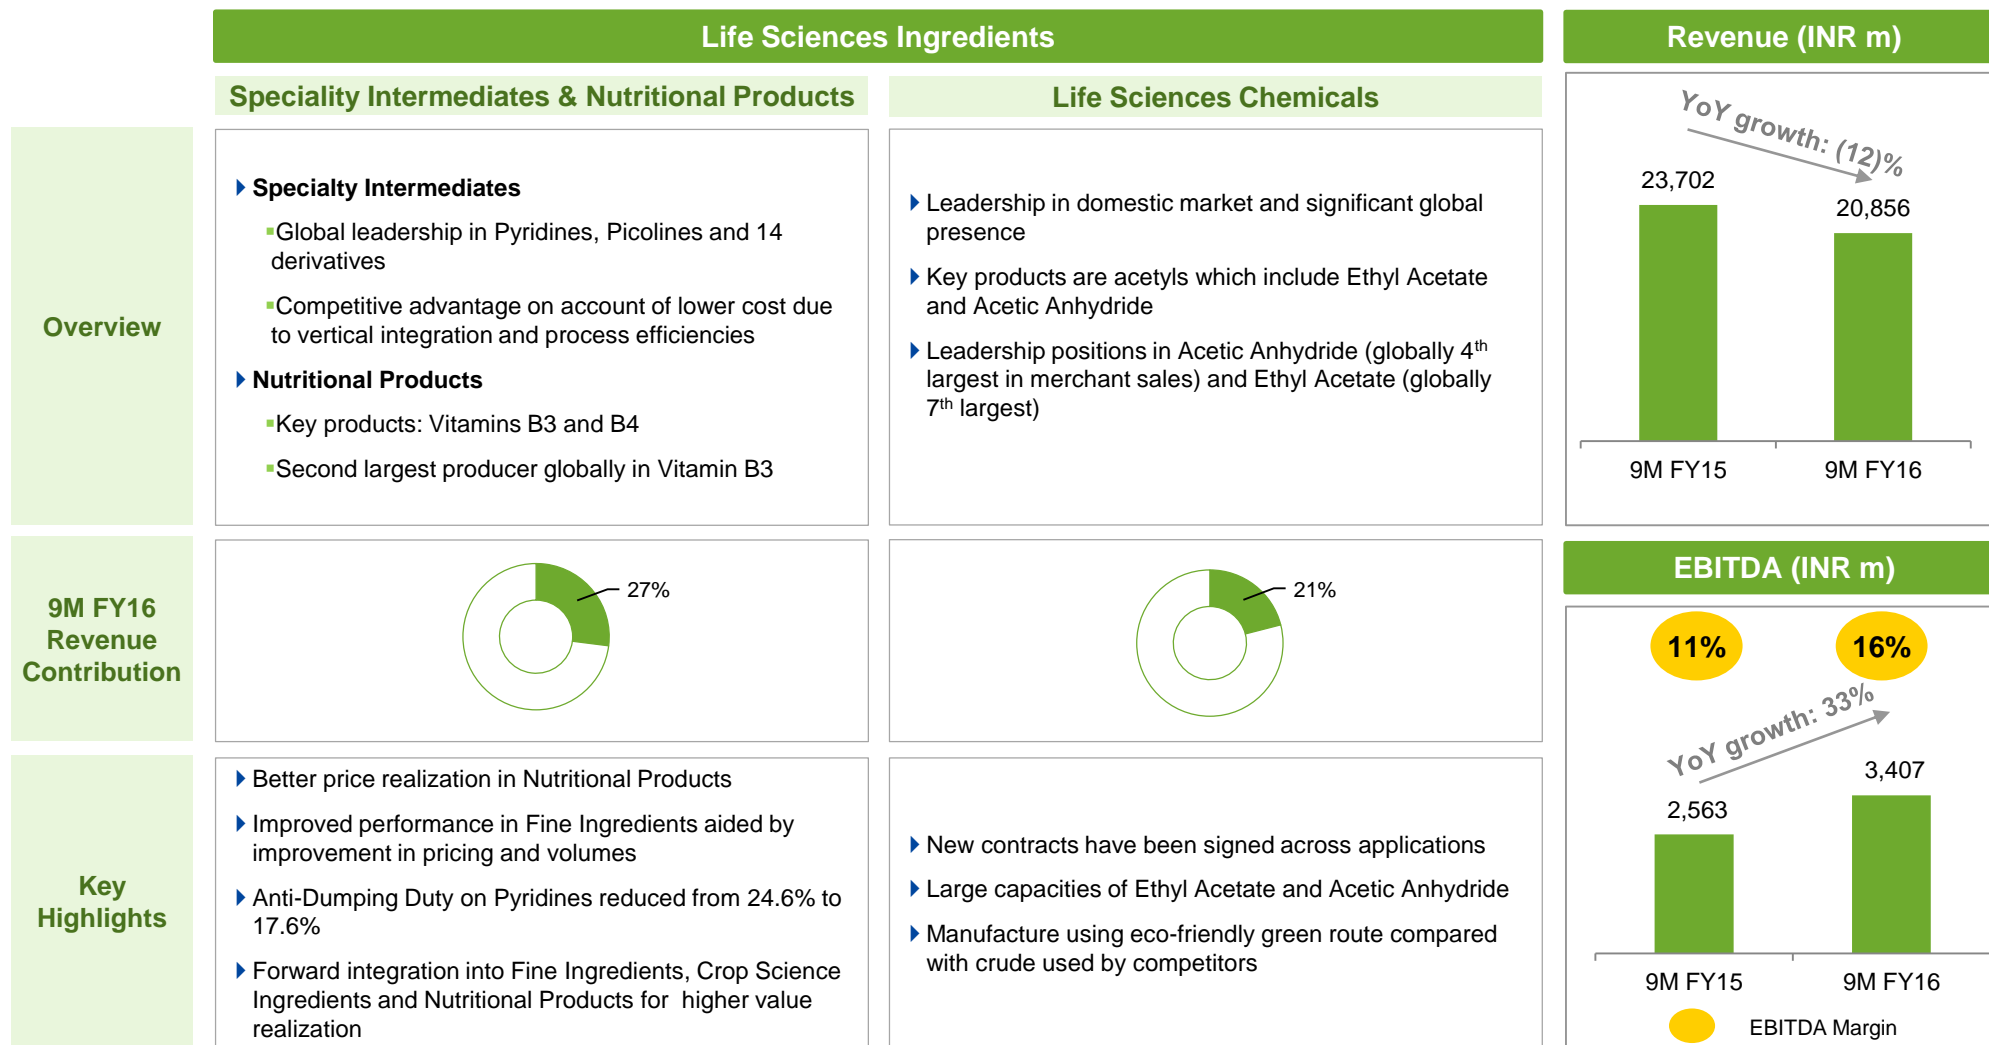 Life Sciences Ingredients
Revenue (INR m)
Speciality Intermediates & Nutritional Products
Life Sciences Chemicals
Overview
Specialty Intermediates
Global leadership in Pyridines, Picolines and 14
derivatives
Competitive advantage on account of lower cost due
to vertical integration and process efficiencies
Nutritional Products
Key products: Vitamins B3 and B4
Second largest producer globally in Vitamin B3
Leadership in domestic market and significant global
presence
Key products are acetyls which include Ethyl Acetate
and Acetic Anhydride
Leadership positions in Acetic Anhydride (globally 4th
largest in merchant sales) and Ethyl Acetate (globally
7th largest)
YoY growth: (12)%
23,702
20,856
9M FY15
9M FY16
9M FY16
Revenue
Contribution
27%
21%
EBITDA (INR m)
11%
16%
YoY growth: 33%
2,563
3,407
9M FY15
9M FY16
EBITDA Margin
Key
Highlights
Better price realization in Nutritional Products
Improved performance in Fine Ingredients aided by
improvement in pricing and volumes
Anti-Dumping Duty on Pyridines reduced from 24.6% to
17.6%
Forward integration into Fine Ingredients, Crop Science
Ingredients and Nutritional Products for  higher value
realization
New contracts have been signed across applications
Large capacities of Ethyl Acetate and Acetic Anhydride
Manufacture using eco-friendly green route compared
with crude used by competitors